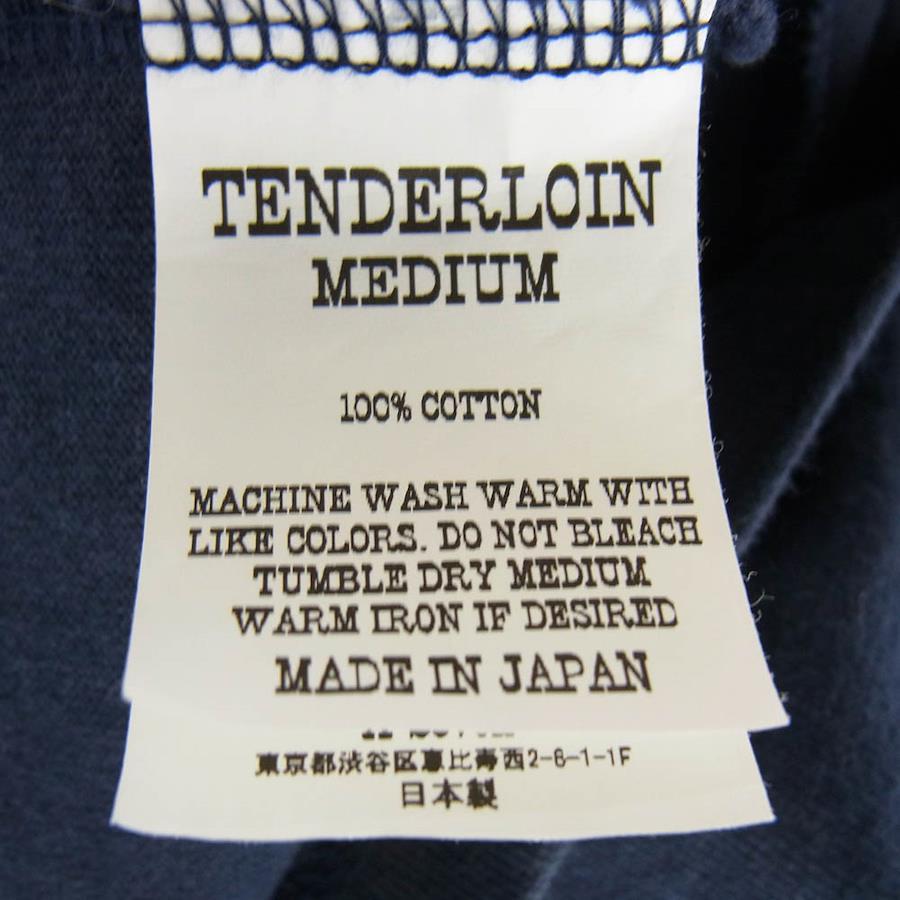 TENDERLOIN
MEDIUM
100% COTTON
MACHINE WASH WARM WITH
LIKE COLORS. DO NOT BLEACH
TUMBLE DRY MEDIUM
WARM IRON IF DESIRED
MADE IN JAPAN
東京都渋谷区恵比寿西2-6-1-1F
日本製